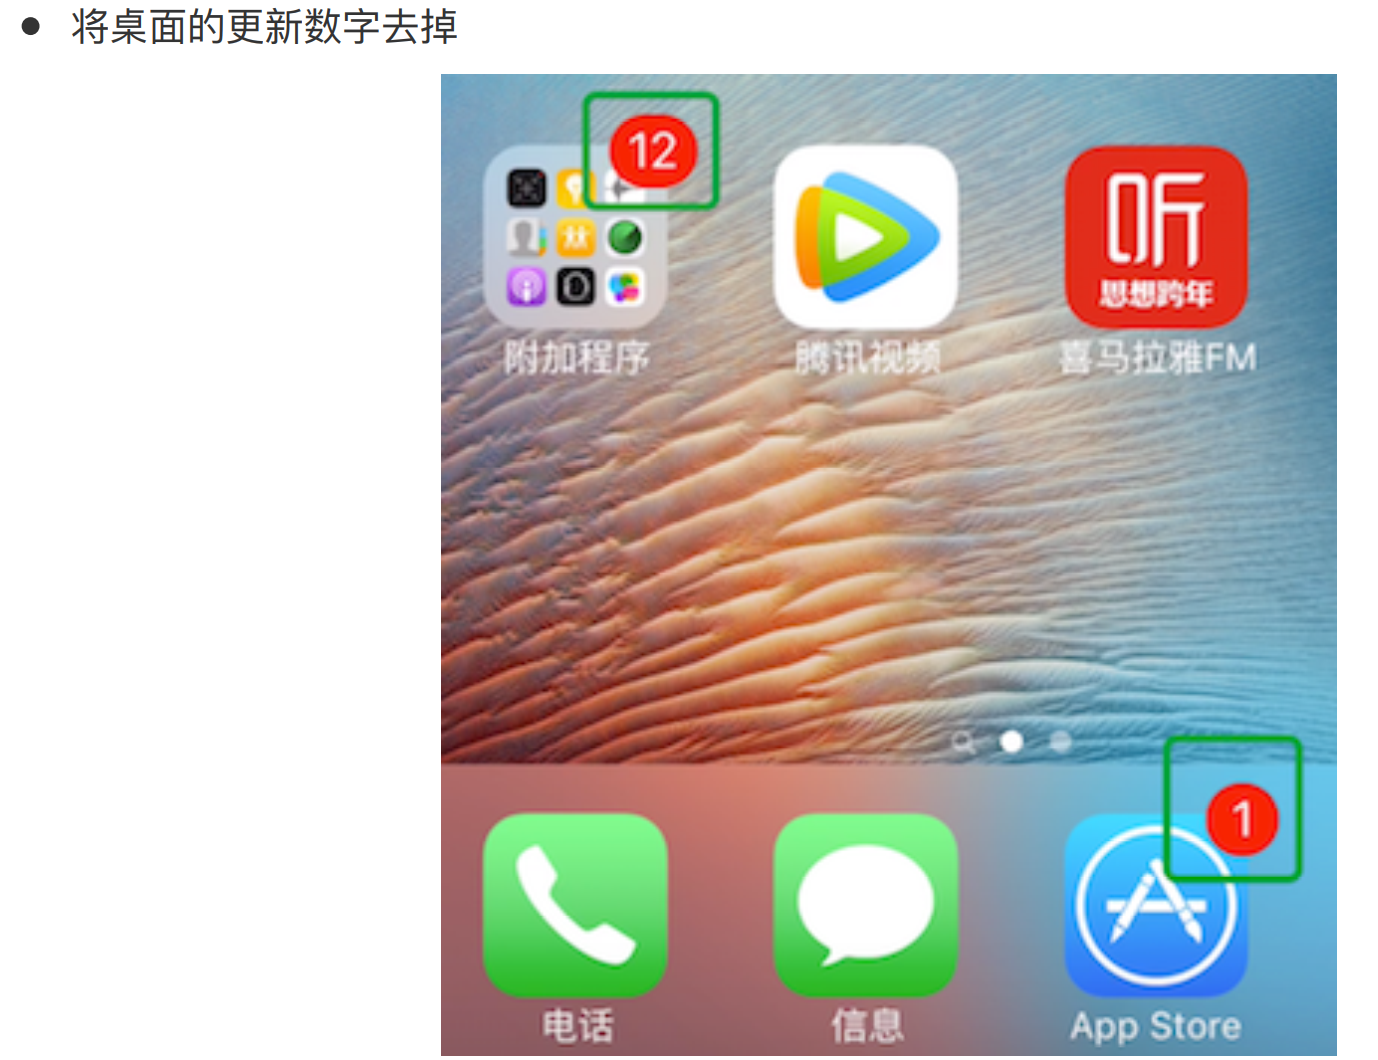 将桌面的更新数字去掉
12
听
思想跨年
附加程序
腾讯视频
喜马拉雅FM
1
电话
信息
App Store